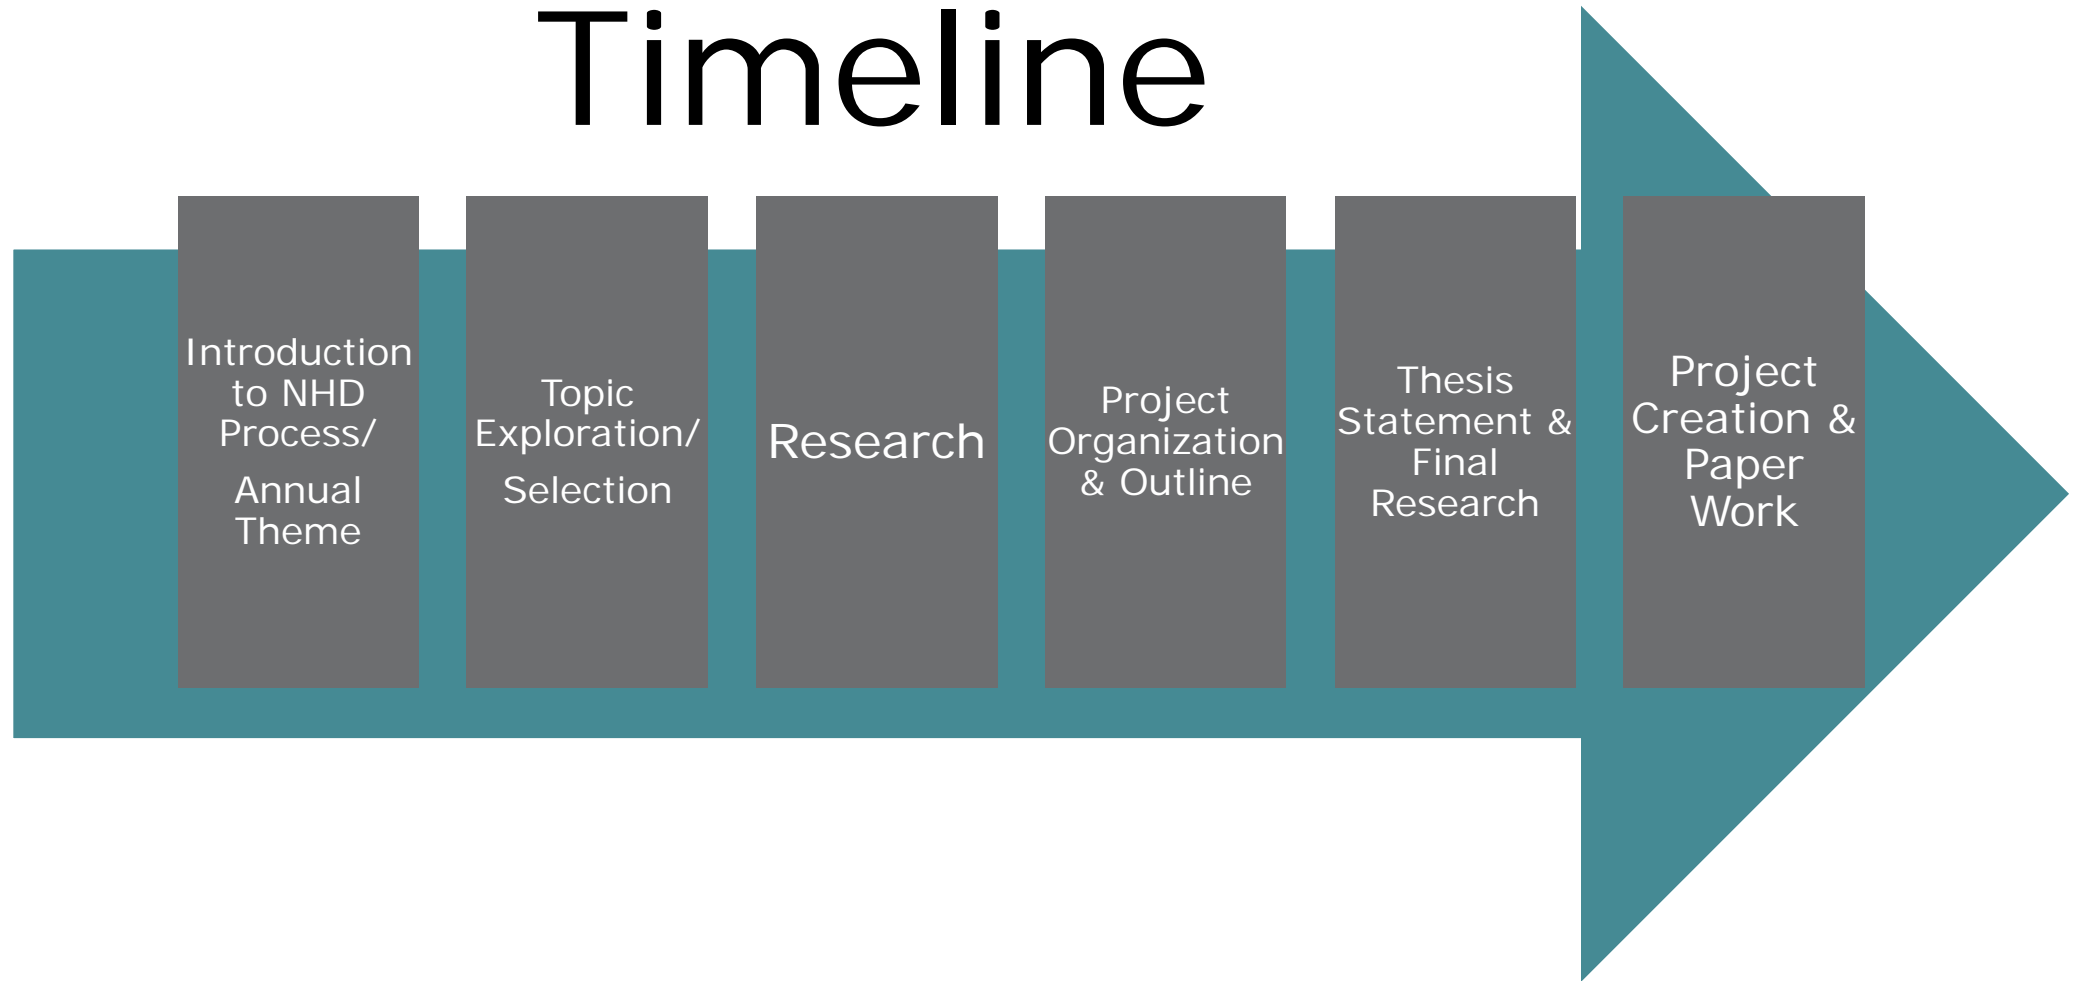 Timeline
Introduction
to NHD
Process/
Annual
Theme
Topic
Exploration/
Selection
Research
Project
Organization
& Outline
Thesis
Statement &
Final
Research
Project
Creation &
Paper
Work